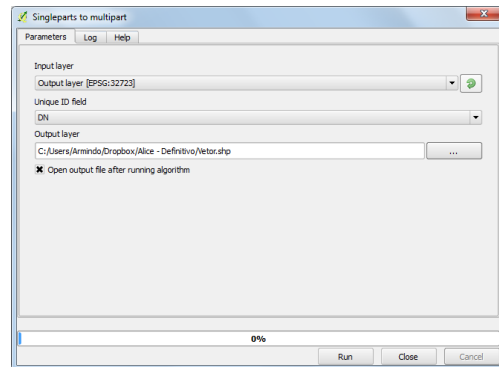 Singleparts to multipart
Parameters Log Help
Input layer
Output layer [EPSG:32723]
Unique ID field
DN
Output layer
C:/Users/Armindo/Dropbox/Alice - Definitivo/Vetor.shp ...
Open output file after running algorithm
0%
Run Close Cancel